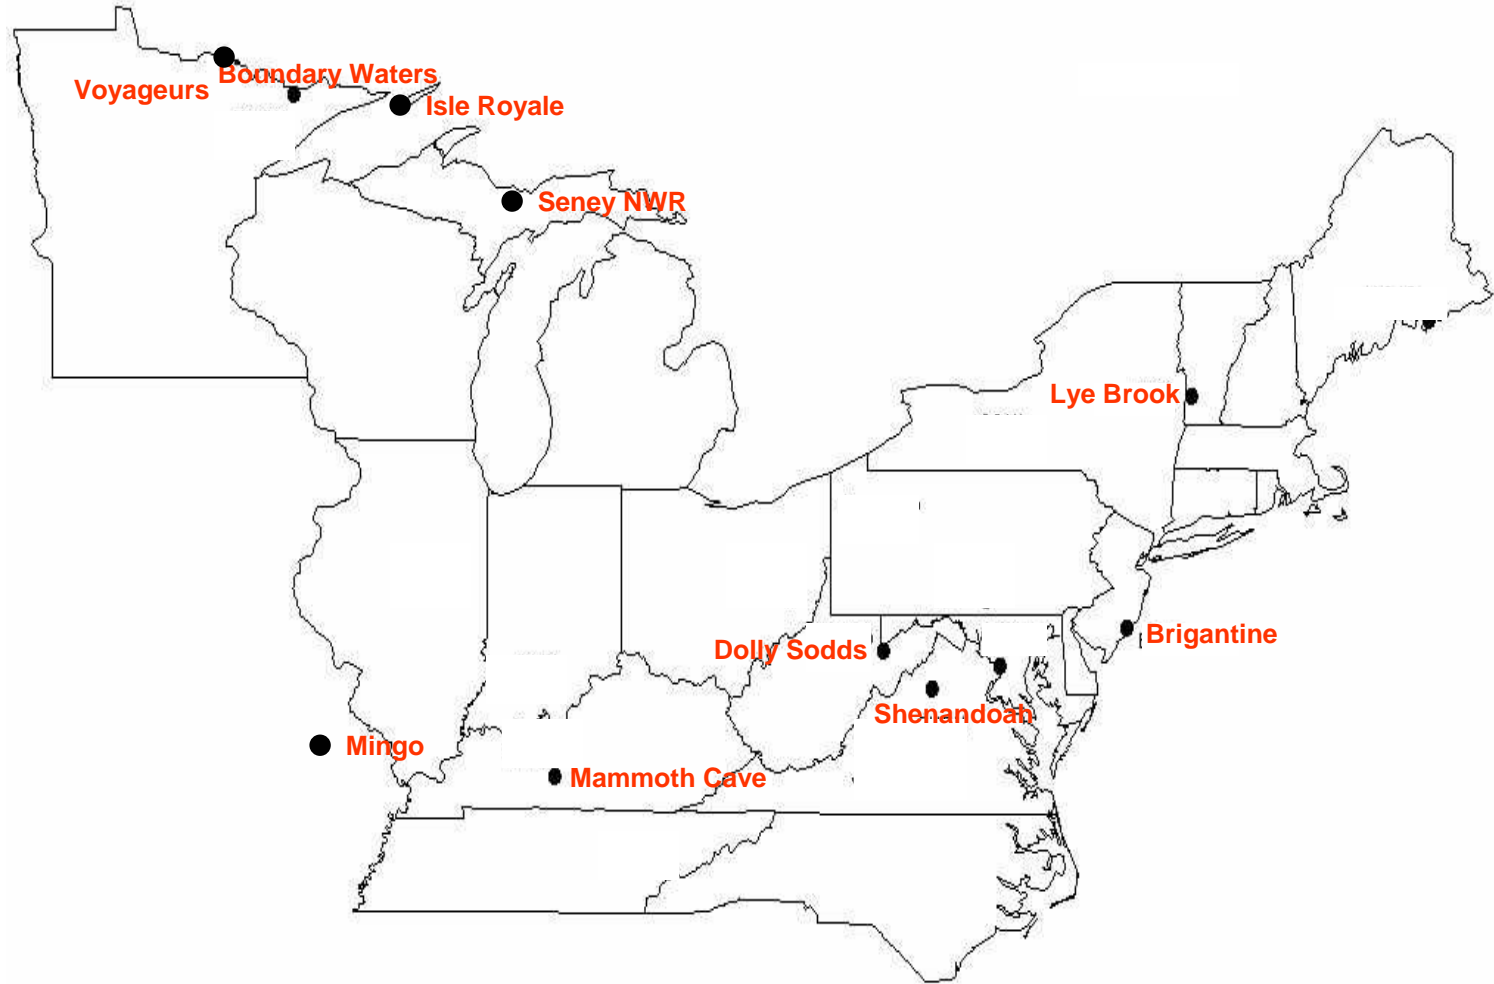 Boundary Waters
Voyageurs
Isle Royale
Seney NWR
Lye Brook
Brigantine
Dolly Sodds
Shenandoah
Mingo
Mammoth Cave